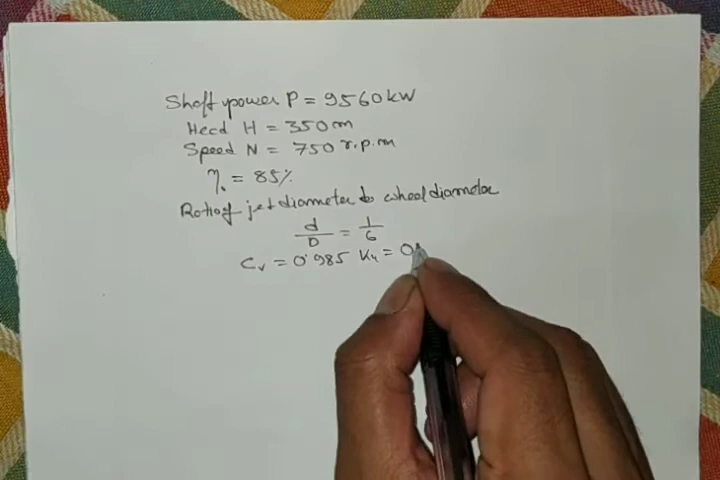 Shaft power P = 9560 kW
Head H = 350 m
Speed N = 750 r.p.m
η₀ = 85%
Ratio of jet diameter to wheel diameter
d/D = 1/6
Cv = 0.985 Ku = 0